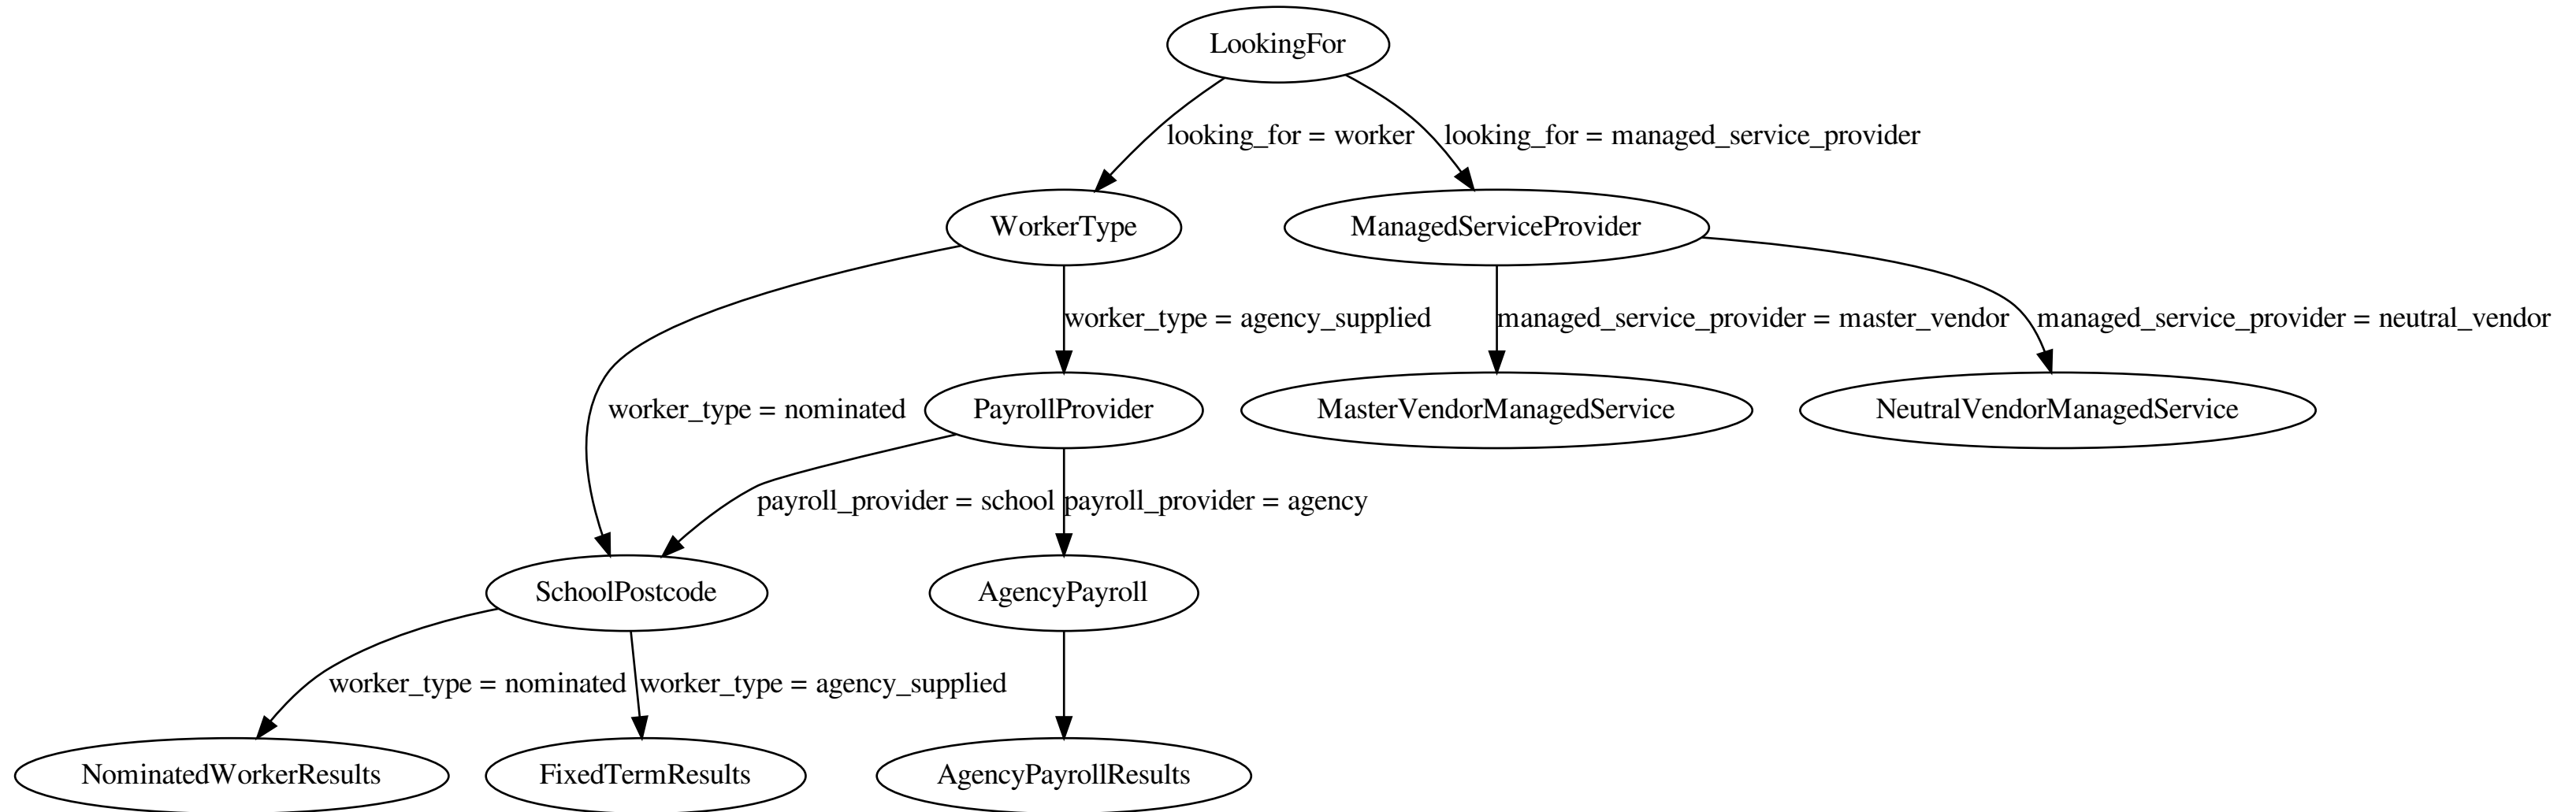 LookingFor
looking_for = worker
looking_for = managed_service_provider
WorkerType
ManagedServiceProvider
worker_type = agency_supplied
managed_service_provider = master_vendor
managed_service_provider = neutral_vendor
worker_type = nominated
PayrollProvider
MasterVendorManagedService
NeutralVendorManagedService
payroll_provider = school
payroll_provider = agency
SchoolPostcode
AgencyPayroll
worker_type = nominated
worker_type = agency_supplied
NominatedWorkerResults
FixedTermResults
AgencyPayrollResults